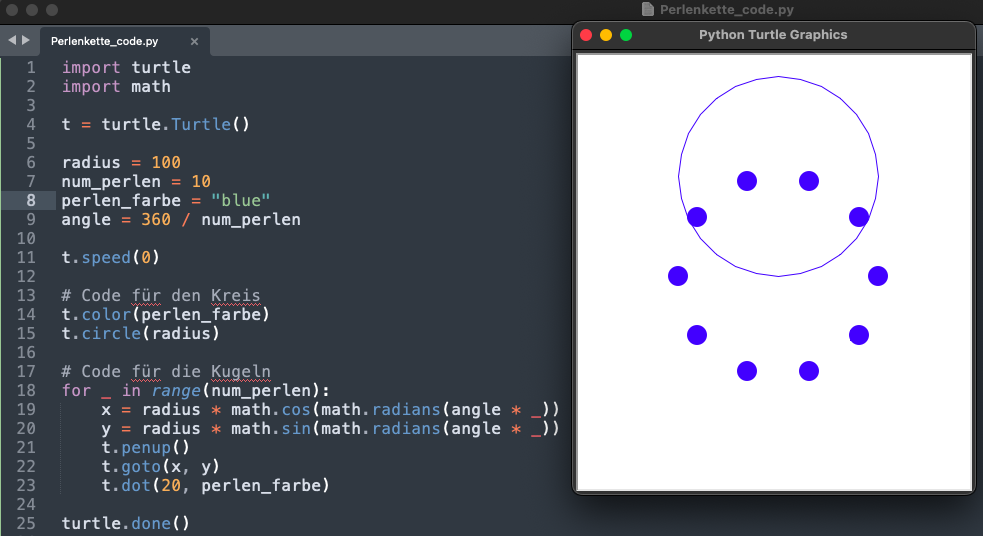 Perlenkette_code.py
Perlenkette_code.py ×
Python Turtle Graphics
1 import turtle
2 import math
3
4 t = turtle.Turtle()
5
6 radius = 100
7 num_perlen = 10
8 perlen_farbe = "blue"
9 angle = 360 / num_perlen
10
11 t.speed(0)
12
13 # Code für den Kreis
14 t.color(perlen_farbe)
15 t.circle(radius)
16
17 # Code für die Kugeln
18 for _ in range(num_perlen):
19     x = radius * math.cos(math.radians(angle * _))
20     y = radius * math.sin(math.radians(angle * _))
21     t.penup()
22     t.goto(x, y)
23     t.dot(20, perlen_farbe)
24
25 turtle.done()